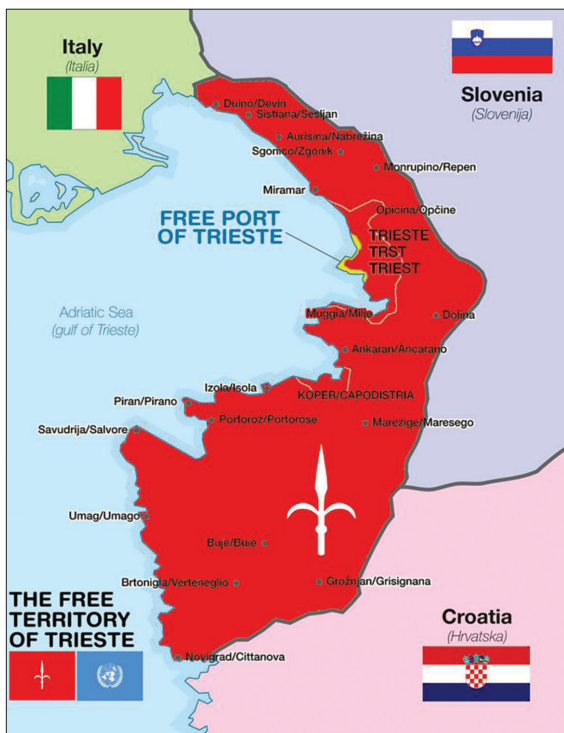 Italy
(Italia)
Slovenia
(Slovenija)
Duino/Devin
Sistiana/Sesljan
Aurisina/Nabrežina
Sgonico/Zgonik
Monrupino/Repen
Miramar
Opicina/Opčine
FREE PORT
OF TRIESTE
TRIESTE
TRST
TRIEST
Adriatic Sea
(gulf of Trieste)
Muggia/Milje
Dolina
Ankaran/Ancarano
Izola/Isola
KOPER/CAPODISTRIA
Piran/Pirano
Portorož/Portorose
Marezige/Maresego
Savudrija/Salvore
Umag/Umago
Buje/Buie
Brtonigla/Verteneglio
Grožnjan/Grisignana
THE FREE
TERRITORY
OF TRIESTE
Novigrad/Cittanova
Croatia
(Hrvatska)